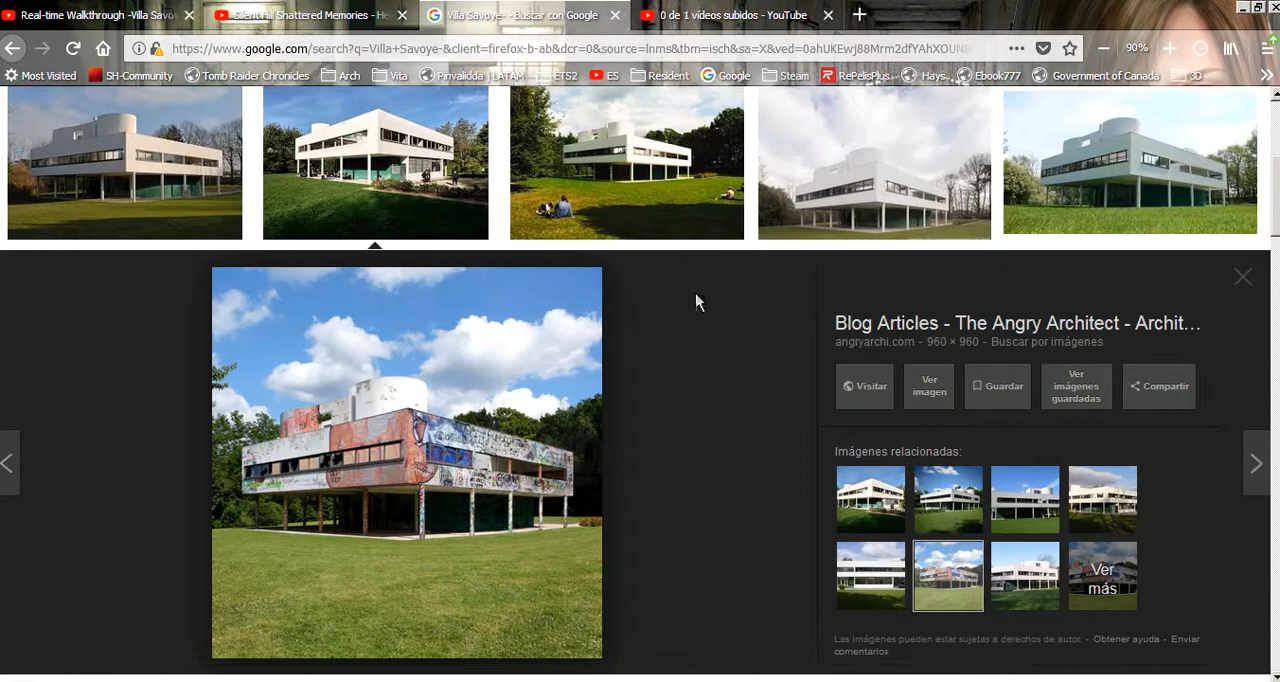 Real-time Walkthrough -Villa Savo
Silent Hill Shattered Memories - He
Villa Savoye- - Buscar con Google
0 de 1 vídeos subidos - YouTube
https://www.google.com/search?q=Villa+Savoye-&client=firefox-b-ab&dcr=0&source=lnms&tbm=isch&sa=X&ved=0ahUKEwj88Mrm2dfYAhXOUN
90%
Most Visited
SH-Community
Tomb Raider Chronicles
Arch
Vita
Pinvalidda | LATAM
ETS2
ES
Resident
Google
Steam
RePelisPlus
Hays
Ebook777
Government of Canada
3D
Blog Articles - The Angry Architect - Archit...
angryarchi.com - 960 × 960 - Buscar por imágenes
Visitar
Ver
imagen
Guardar
Ver
imágenes
guardadas
Compartir
Imágenes relacionadas:
Ver
más
Las imágenes pueden estar sujetas a derechos de autor. - Obtener ayuda - Enviar
comentarios